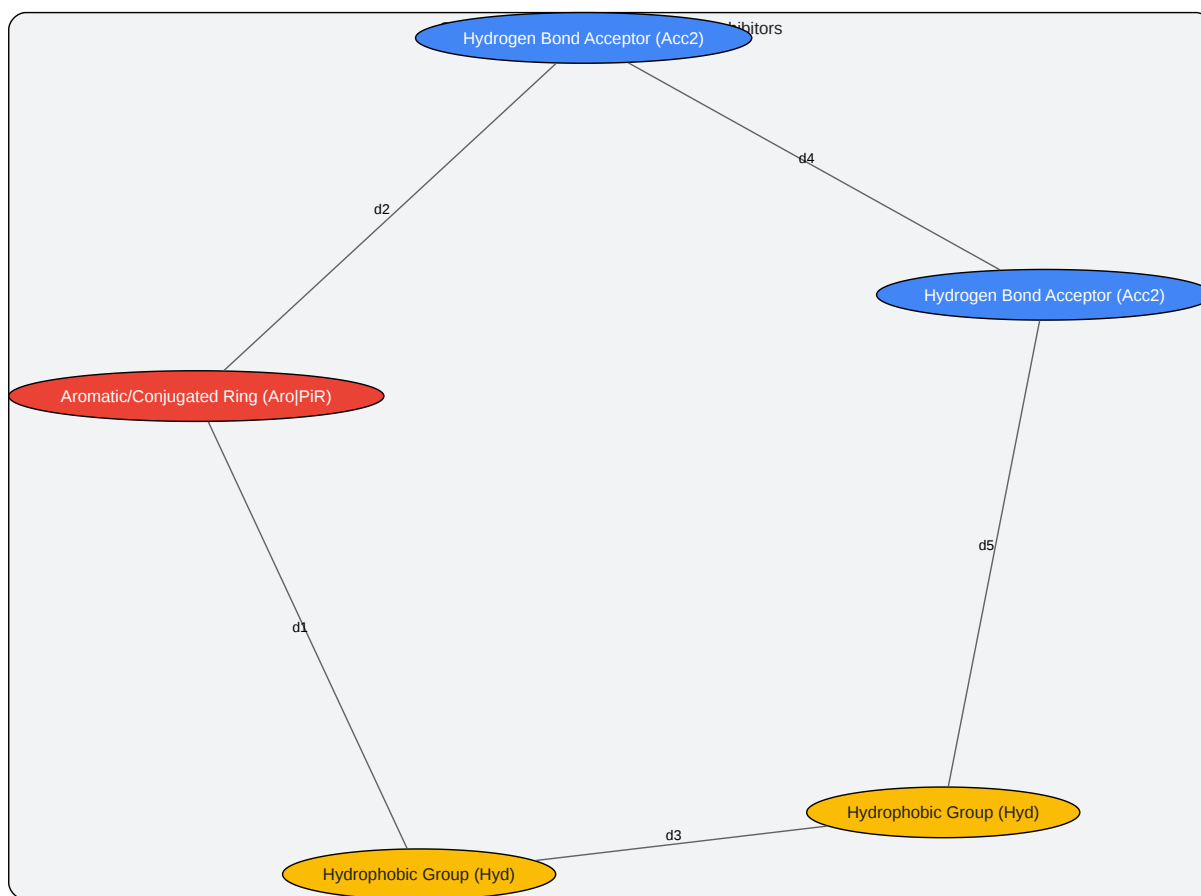 Hydrogen Bond Acceptor (Acc2)
d4
d2
Hydrogen Bond Acceptor (Acc2)
Aromatic/Conjugated Ring (Aro|PiR)
d5
d1
Hydrophobic Group (Hyd)
d3
Hydrophobic Group (Hyd)